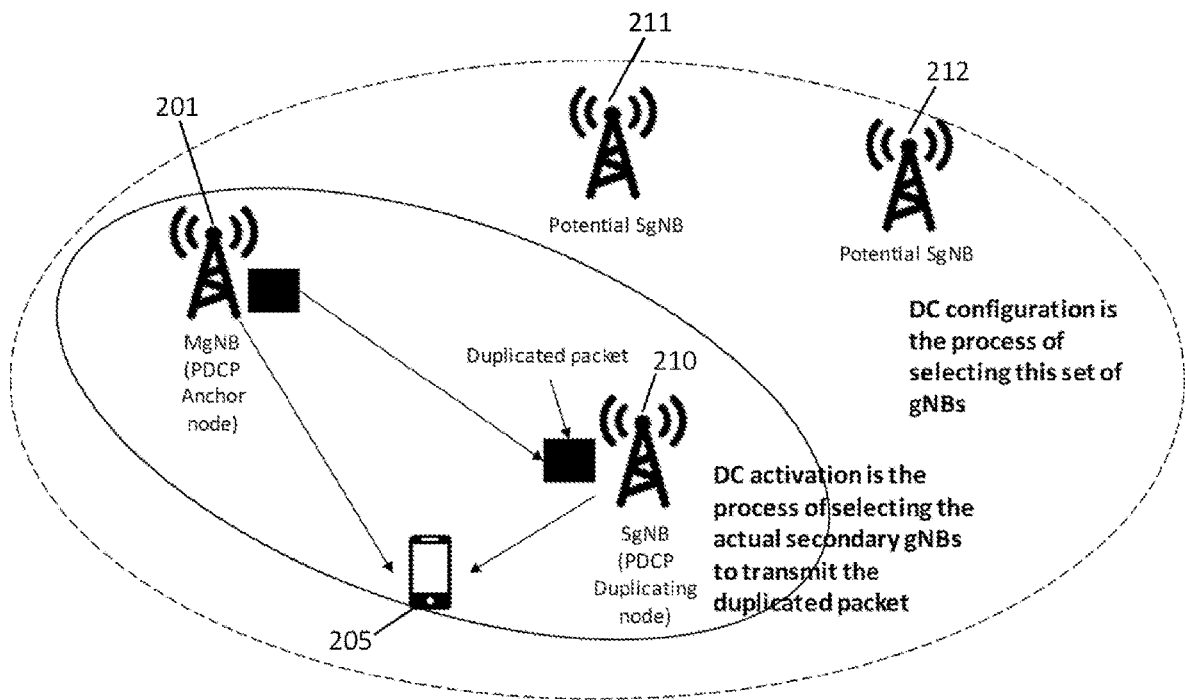 211
212
201
Potential SgNB
Potential SgNB
DC configuration is
the process of
selecting this set of
gNBs
MgNB
(PDCP
Anchor
node)
Duplicated packet
210
DC activation is the
process of selecting the
actual secondary gNBs
to transmit the
duplicated packet
SgNB
(PDCP
Duplicating
node)
205